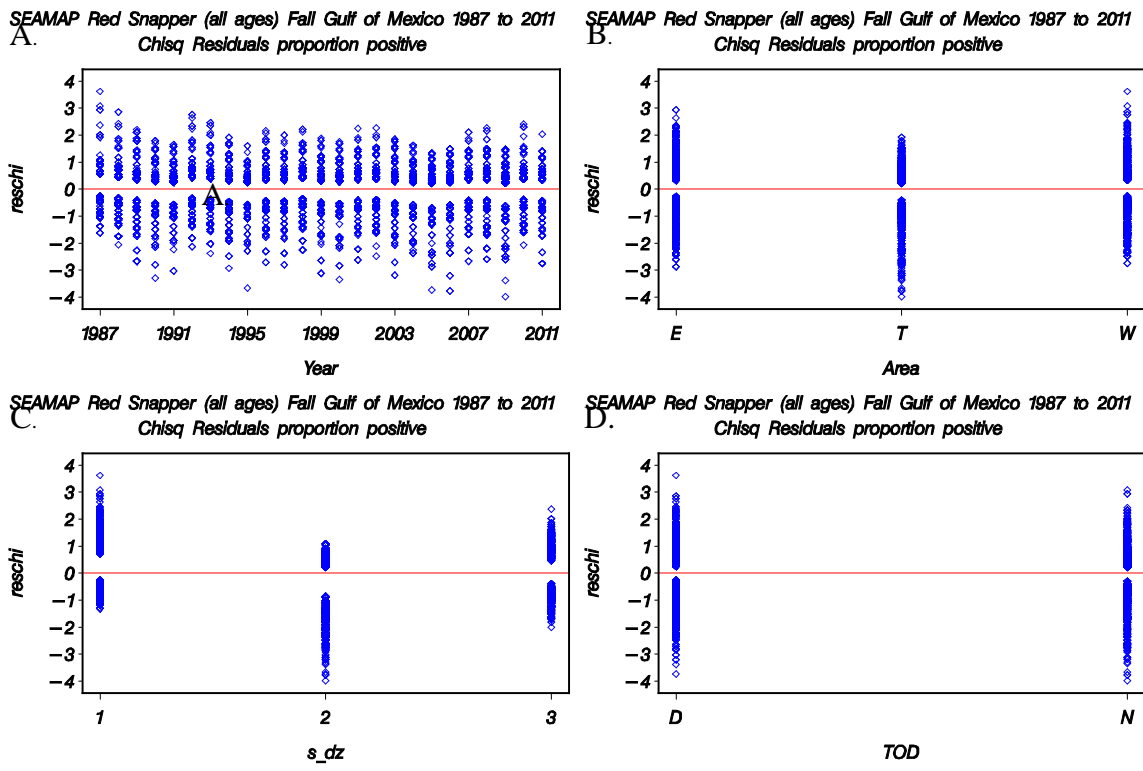 SEAMAP Red Snapper (all ages) Fall Gulf of Mexico 1987 to 2011
A.
Chisq Residuals proportion positive
4
3
2
1
0
−1
−2
−3
−4
reschi
A
1987 1991 1995 1999 2003 2007 2011
Year
SEAMAP Red Snapper (all ages) Fall Gulf of Mexico 1987 to 2011
B.
Chisq Residuals proportion positive
4
3
2
1
0
−1
−2
−3
−4
reschi
E T W
Area
SEAMAP Red Snapper (all ages) Fall Gulf of Mexico 1987 to 2011
C.
Chisq Residuals proportion positive
4
3
2
1
0
−1
−2
−3
−4
reschi
1 2 3
s_dz
SEAMAP Red Snapper (all ages) Fall Gulf of Mexico 1987 to 2011
D.
Chisq Residuals proportion positive
4
3
2
1
0
−1
−2
−3
−4
reschi
D N
TOD